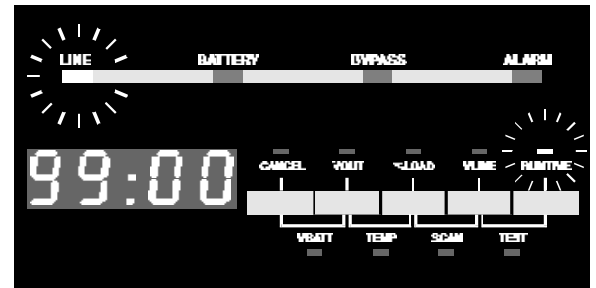 LINE BATTERY BYPASS ALARM
99:00
CANCEL VOUT %LOAD VLINE RUNTIME
VBATT TEMP SCAN TEST